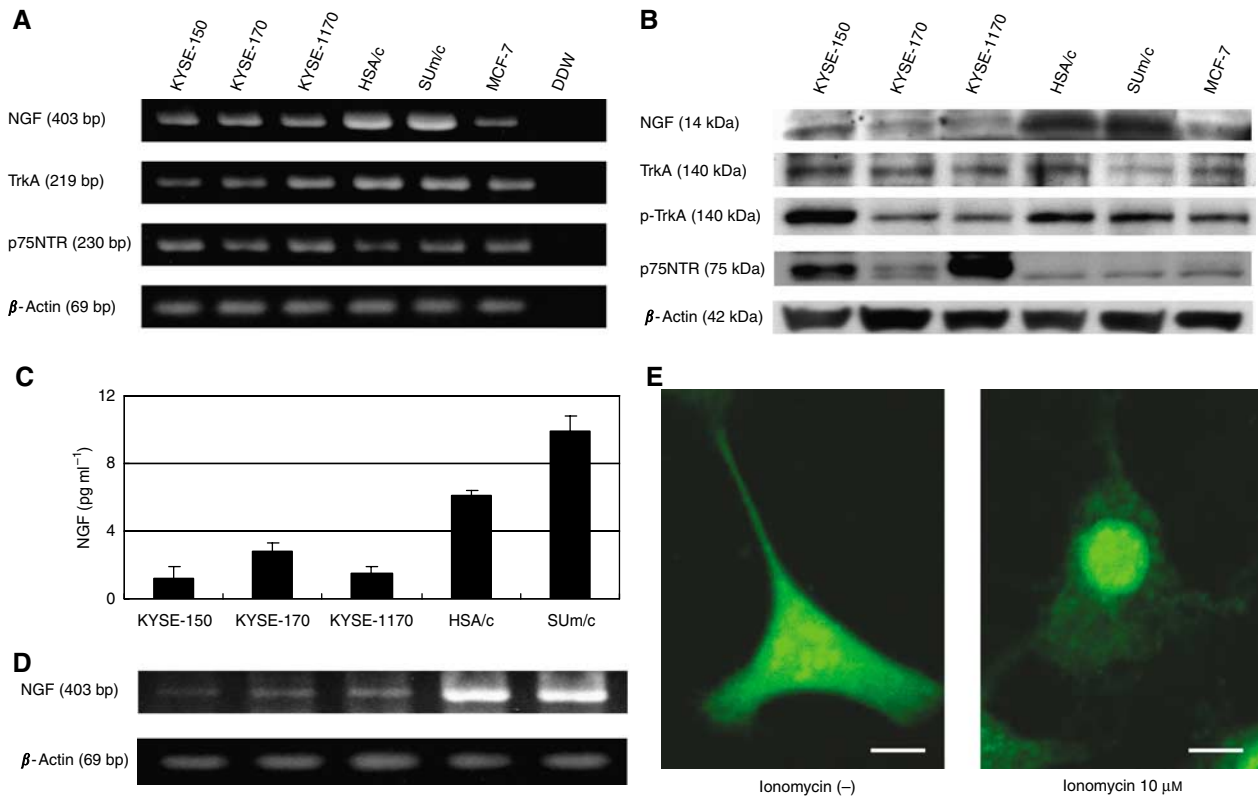 A
KYSE-150
KYSE-170
KYSE-1170
HSA/c
SUm/c
MCF-7
DDW
NGF (403 bp)
TrkA (219 bp)
p75NTR (230 bp)
β-Actin (69 bp)
B
KYSE-150
KYSE-170
KYSE-1170
HSA/c
SUm/c
MCF-7
NGF (14 kDa)
TrkA (140 kDa)
p-TrkA (140 kDa)
p75NTR (75 kDa)
β-Actin (42 kDa)
C
NGF (pg ml⁻¹)
12
8
4
0
KYSE-150 KYSE-170 KYSE-1170 HSA/c SUm/c
D
NGF (403 bp)
β-Actin (69 bp)
E
Ionomycin (–)
Ionomycin 10 μM